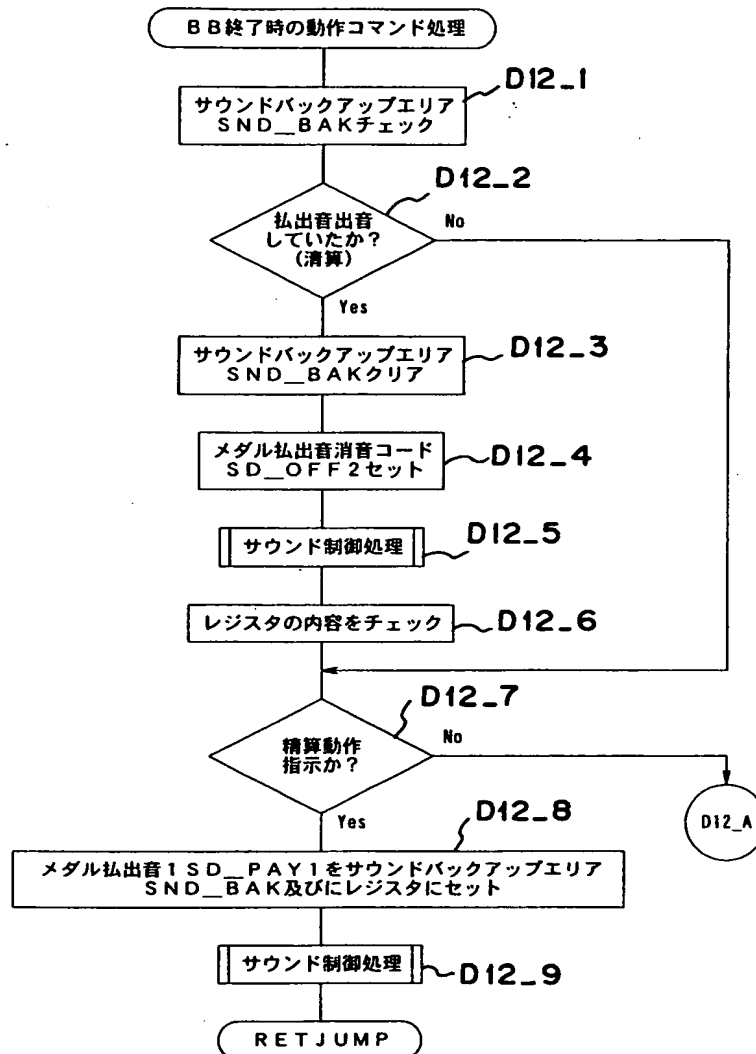 ＢＢ終了時の動作コマンド処理
D12_1
サウンドバックアップエリア
ＳＮＤ＿ＢＡＫチェック
D12_2
払出音出音
していたか？
(清算)
No
Yes
D12_3
サウンドバックアップエリア
ＳＮＤ＿ＢＡＫクリア
メダル払出音消音コード
ＳＤ＿ＯＦＦ２セット
D12_4
サウンド制御処理
D12_5
レジスタの内容をチェック
D12_6
D12_7
精算動作
指示か？
No
Yes
D12_A
D12_8
メダル払出音１ＳＤ＿ＰＡＹ１をサウンドバックアップエリア
ＳＮＤ＿ＢＡＫ及びにレジスタにセット
サウンド制御処理
D12_9
ＲＥＴＪＵＭＰ